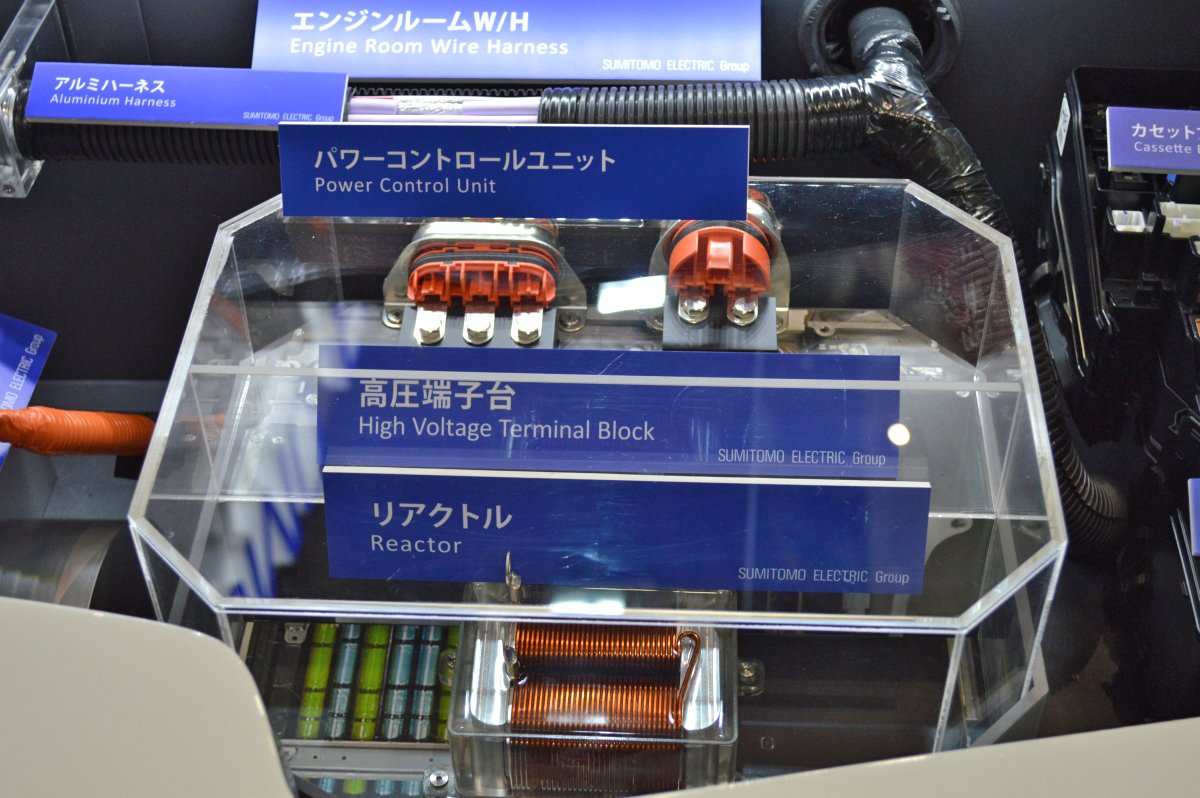 エンジンルームW/H
Engine Room Wire Harness
SUMITOMO ELECTRIC Group
アルミハーネス
Aluminium Harness
SUMITOMO ELECTRIC Group
パワーコントロールユニット
Power Control Unit
カセット
Cassette
ELECTRIC Group
高圧端子台
High Voltage Terminal Block
SUMITOMO ELECTRIC Group
リアクトル
Reactor
SUMITOMO ELECTRIC Group